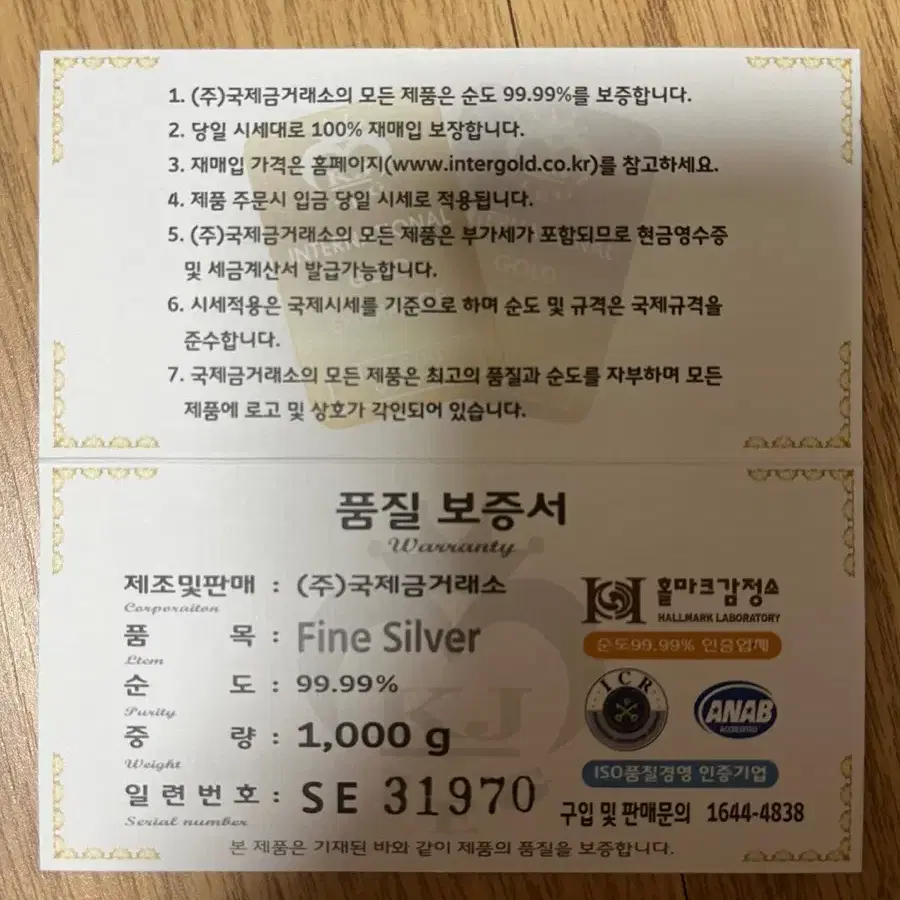 1. (주)국제금거래소의 모든 제품은 순도 99.99%를 보증합니다.
2. 당일 시세대로 100% 재매입 보장합니다.
3. 재매입 가격은 홈페이지(www.intergold.co.kr)를 참고하세요.
4. 제품 주문시 입금 당일 시세로 적용됩니다.
5. (주)국제금거래소의 모든 제품은 부가세가 포함되므로 현금영수증
및 세금계산서 발급가능합니다.
6. 시세적용은 국제시세를 기준으로 하며 순도 및 규격은 국제규격을
준수합니다.
7. 국제금거래소의 모든 제품은 최고의 품질과 순도를 자부하며 모든
제품에 로고 및 상호가 각인되어 있습니다.
INTERNATIONAL
GOLD
GOLD
품질 보증서
Warranty
제조및판매 : (주)국제금거래소
Corporaiton
품 목 : Fine Silver
Ltem
순 도 : 99.99%
Purity
중 량 : 1,000 g
Weight
일련번호 : SE 31970
Serial number
홀마크감정소
HALLMARK LABORATORY
순도99.99% 인증업체
ICR
ANAB
ACCREDITED
ISO품질경영 인증기업
구입 및 판매문의 1644-4838
KJ
본 제품은 기재된 바와 같이 제품의 품질을 보증합니다.